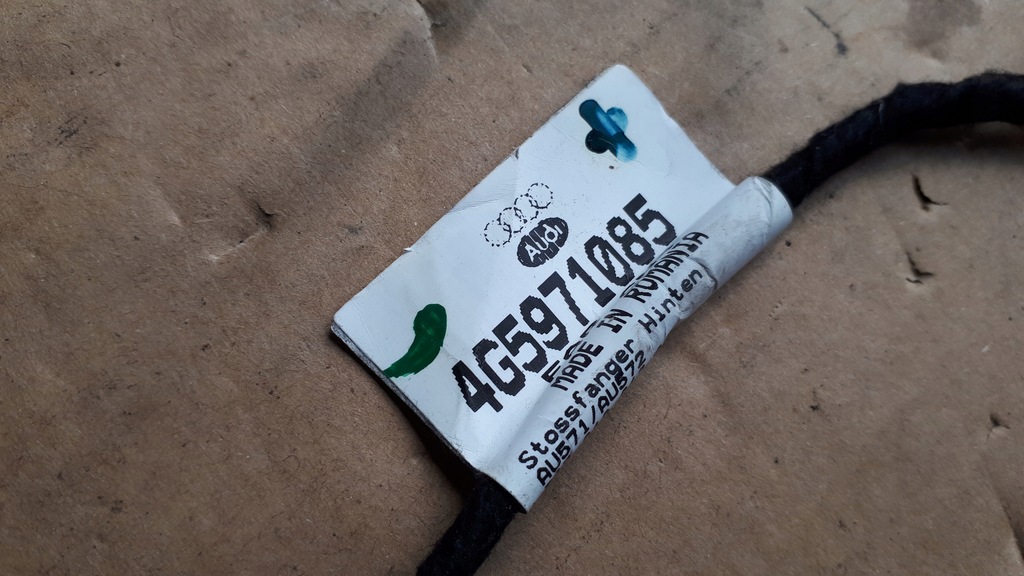 Audi
4G5971085
MADE IN ROMANIA
Stossfanger Hinten
AU571/AU572